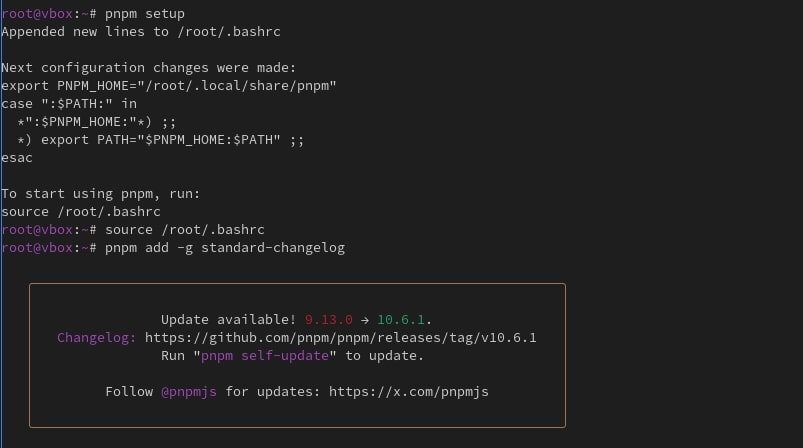 root@vbox:~# pnpm setup
Appended new lines to /root/.bashrc

Next configuration changes were made:
export PNPM_HOME="/root/.local/share/pnpm"
case ":$PATH:" in
  *":$PNPM_HOME:"*) ;;
  *) export PATH="$PNPM_HOME:$PATH" ;;
esac

To start using pnpm, run:
source /root/.bashrc
root@vbox:~# source /root/.bashrc
root@vbox:~# pnpm add -g standard-changelog

Update available! 9.13.0 → 10.6.1.
Changelog: https://github.com/pnpm/pnpm/releases/tag/v10.6.1
Run "pnpm self-update" to update.

Follow @pnpmjs for updates: https://x.com/pnpmjs